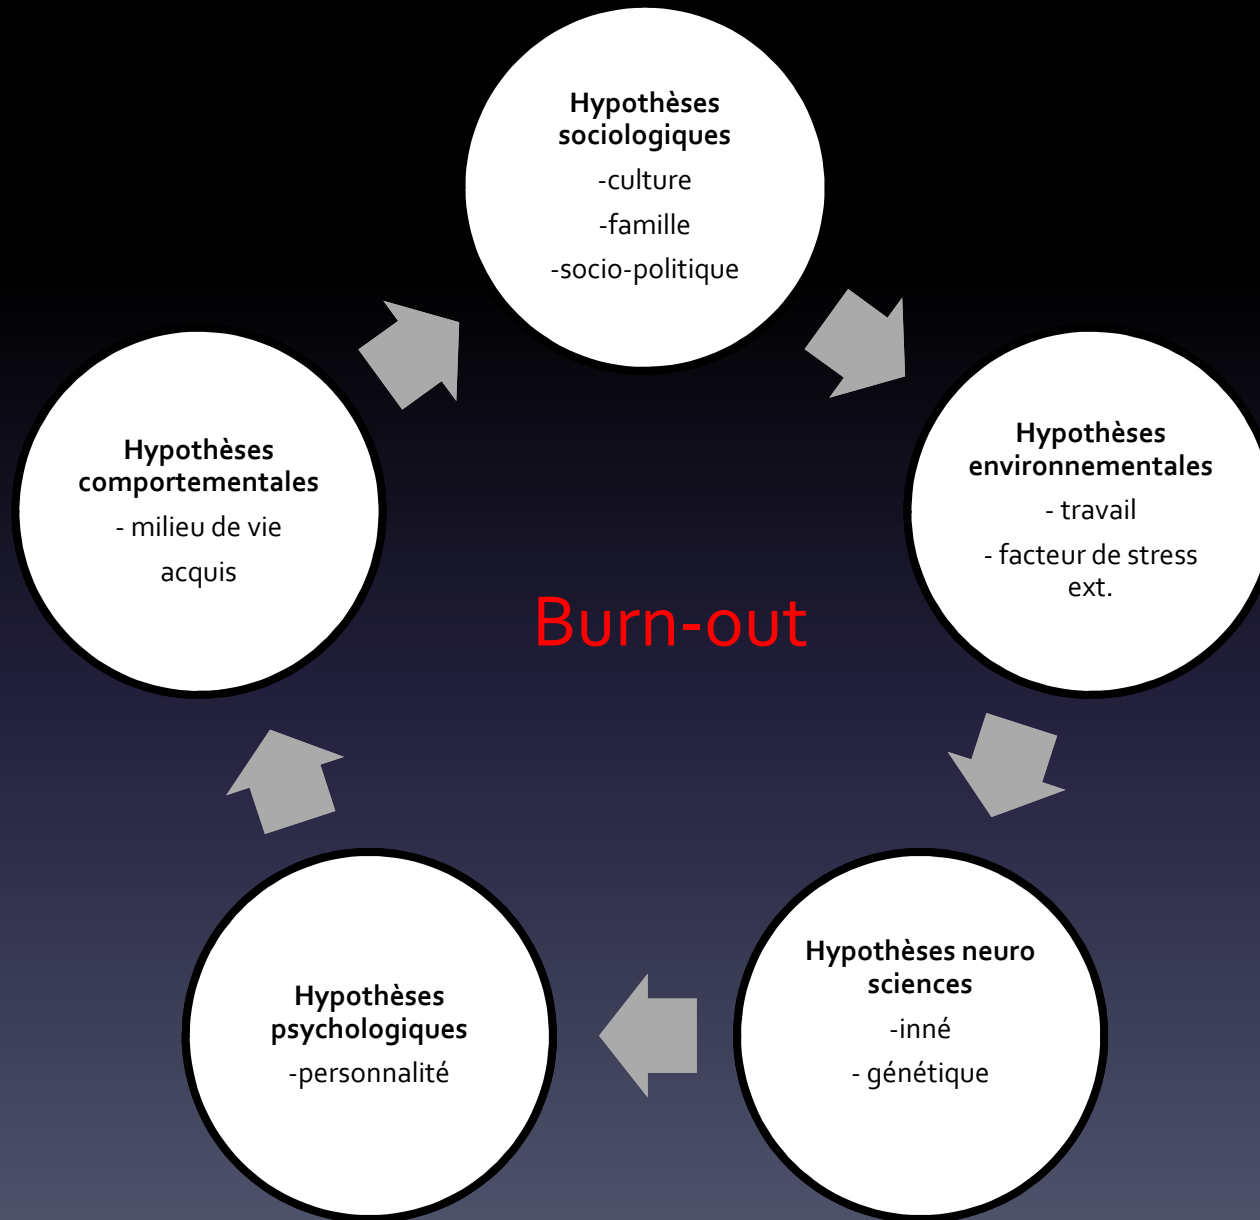 Hypothèses
sociologiques
-culture
-famille
-socio-politique
Hypothèses
environnementales
- travail
- facteur de stress
ext.
Hypothèses neuro
sciences
-inné
- génétique
Hypothèses
psychologiques
-personnalité
Hypothèses
comportementales
- milieu de vie
acquis
Burn-out